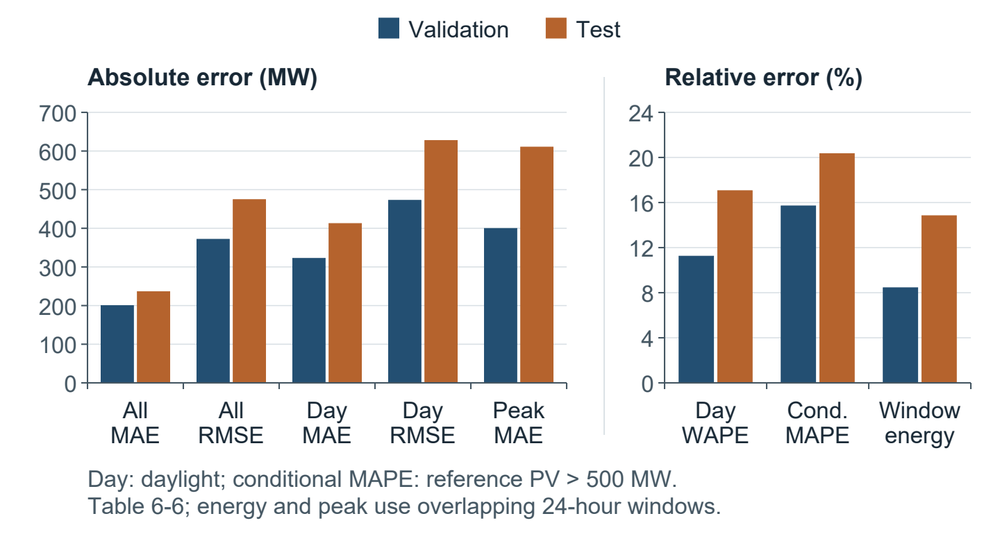 Validation Test
Absolute error (MW)
700
600
500
400
300
200
100
0
All MAE
All RMSE
Day MAE
Day RMSE
Peak MAE
Relative error (%)
24
20
16
12
8
4
0
Day WAPE
Cond. MAPE
Window energy
Day: daylight; conditional MAPE: reference PV > 500 MW.
Table 6-6; energy and peak use overlapping 24-hour windows.